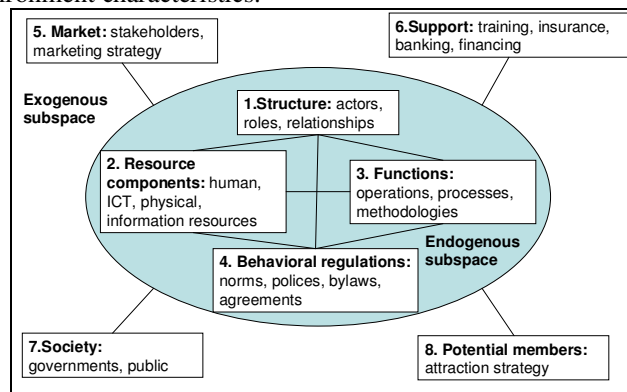 5. Market: stakeholders,
marketing strategy
6.Support: training, insurance,
banking, financing
Exogenous
subspace
1.Structure: actors,
roles, relationships
2. Resource
components: human,
ICT, physical,
information resources
3. Functions:
operations, processes,
methodologies
Endogenous
subspace
4. Behavioral regulations:
norms, polices, bylaws,
agreements
7.Society:
governments, public
8. Potential members:
attraction strategy